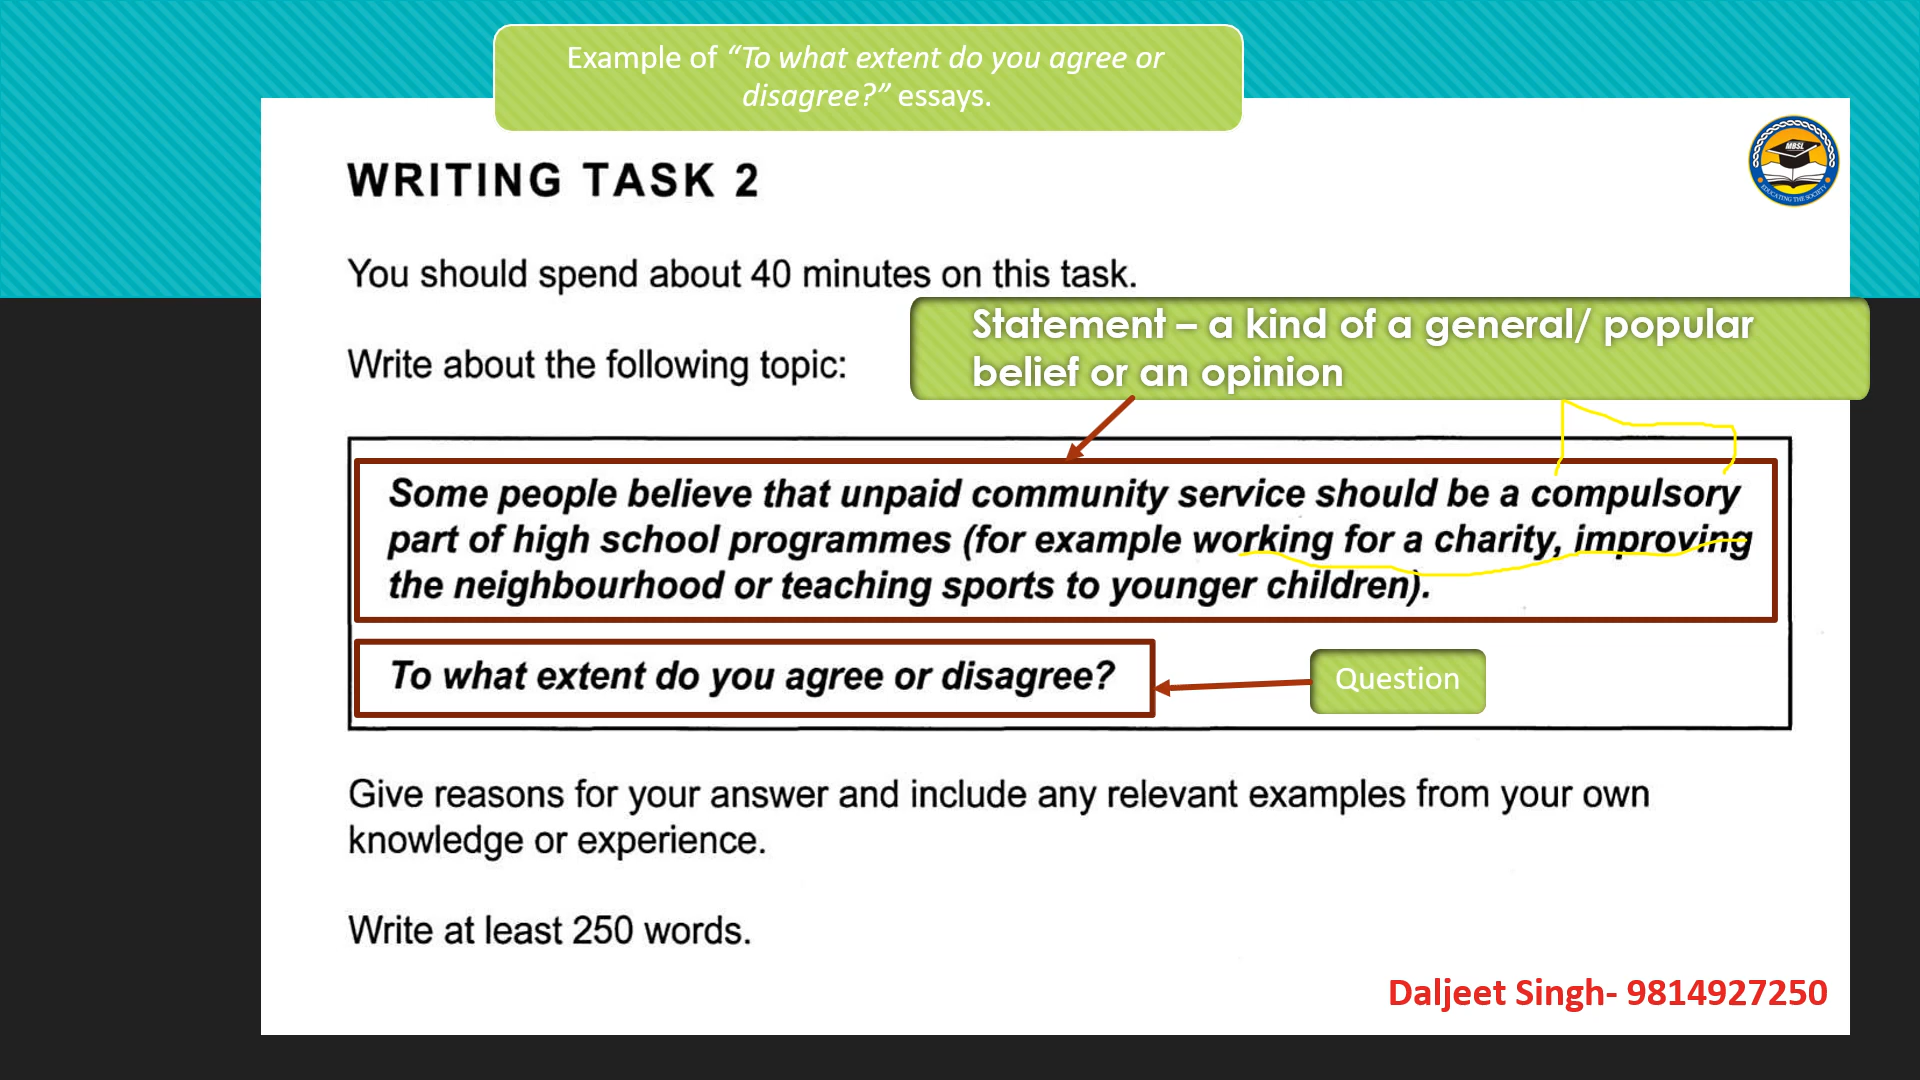 Example of “To what extent do you agree or
disagree?” essays.
WRITING TASK 2
MBSL
EDUCATING THE SOCIETY
You should spend about 40 minutes on this task.
Statement – a kind of a general/ popular
belief or an opinion
Write about the following topic:
Some people believe that unpaid community service should be a compulsory
part of high school programmes (for example working for a charity, improving
the neighbourhood or teaching sports to younger children).
To what extent do you agree or disagree?
Question
Give reasons for your answer and include any relevant examples from your own
knowledge or experience.
Write at least 250 words.
Daljeet Singh- 9814927250